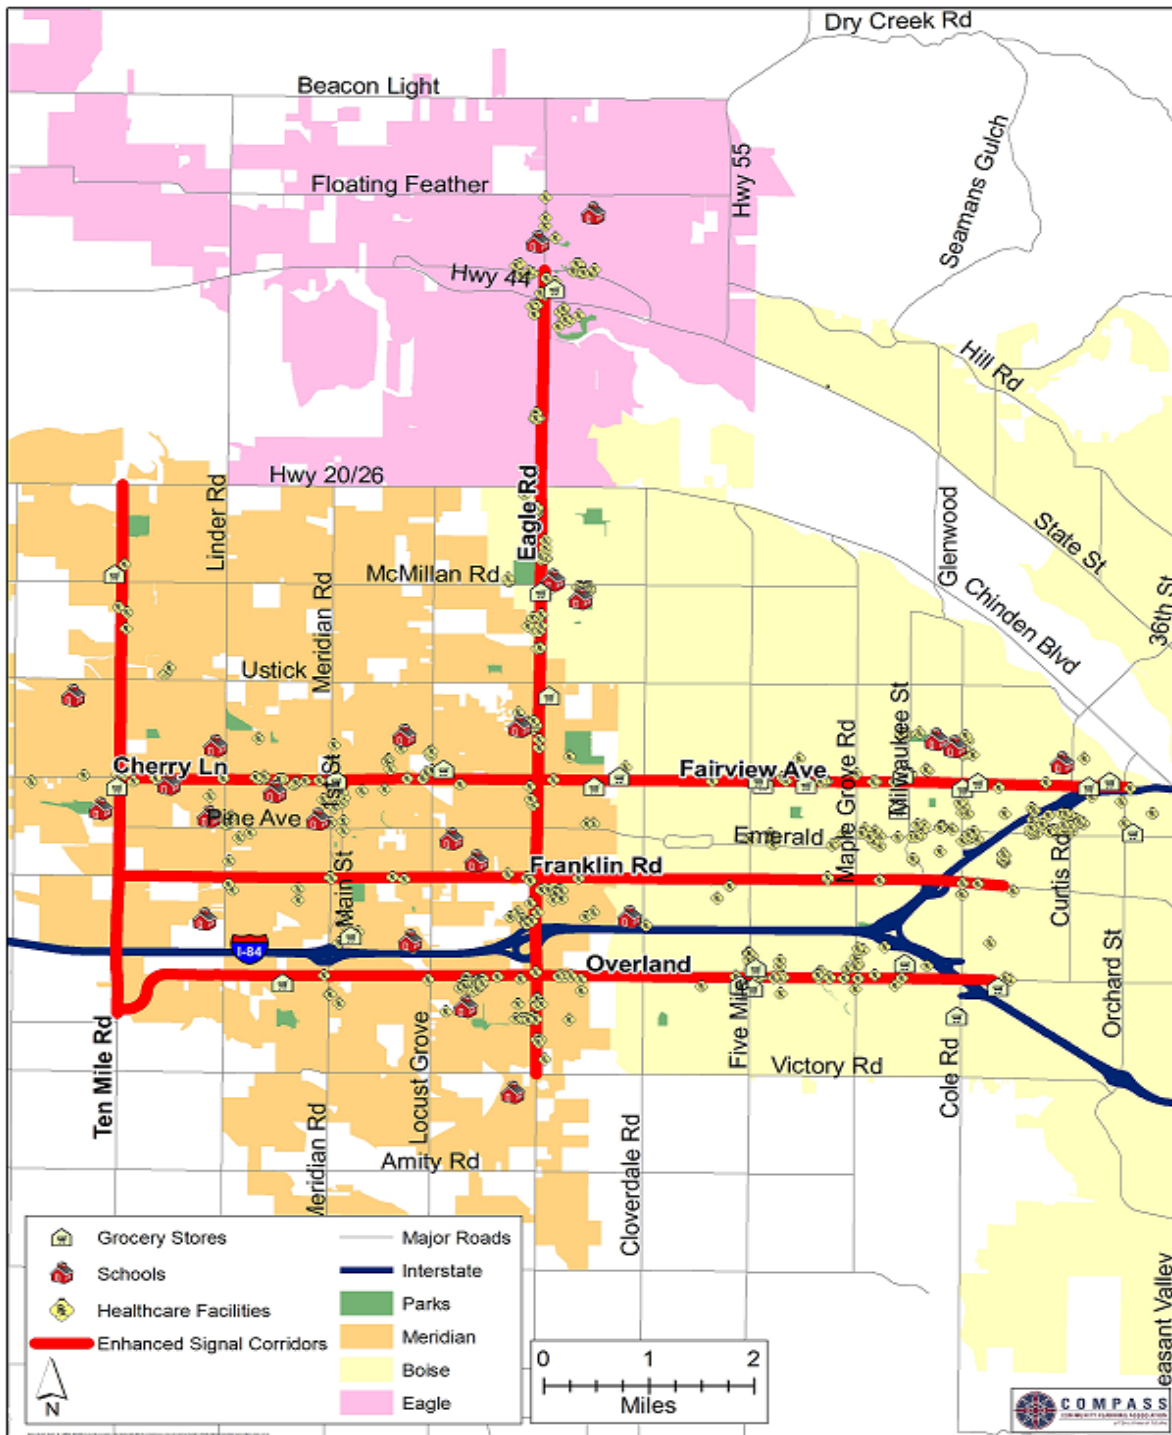 Dry Creek Rd
Beacon Light
Seamans Gulch
Hwy 55
Floating Feather
Hwy 44
Hill Rd
Hwy 20/26
Linder Rd
Eagle Rd
Glenwood
State St
McMillan Rd
Meridian Rd
Chinden Blvd
36th St
Ustick
Milwaukee St
Maple Grove Rd
Cherry Ln
1st St
Fairview Ave
Pine Ave
Emerald
Franklin Rd
Main St
Curtis Rd
I-84
Overland
Orchard St
Five Mile
Ten Mile Rd
Locust Grove
Victory Rd
Cole Rd
Meridian Rd
Amity Rd
Cloverdale Rd
easant Valley
Grocery Stores
Schools
Healthcare Facilities
Enhanced Signal Corridors
N
Major Roads
Interstate
Parks
Meridian
Boise
Eagle
0 1 2
Miles
COMPASS
COMMUNITY PLANNING ASSOCIATION